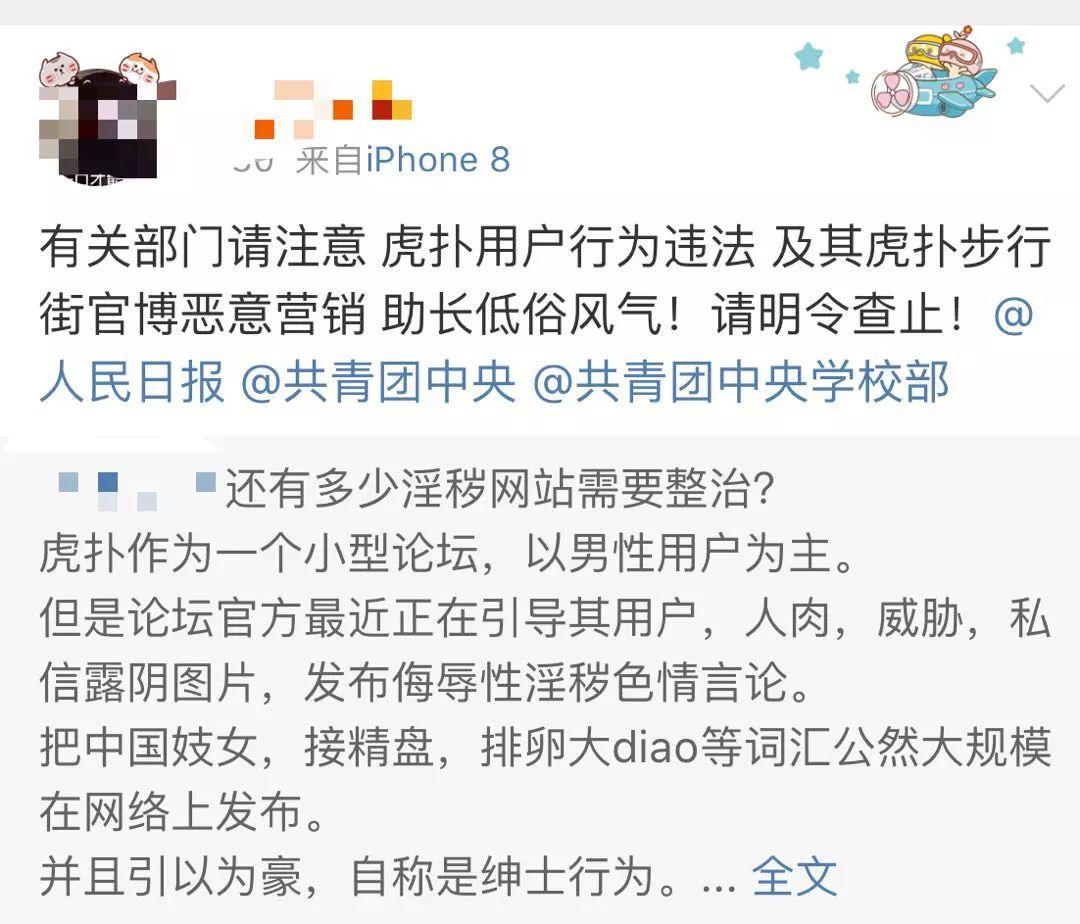 来自iPhone 8
有关部门请注意 虎扑用户行为违法 及其虎扑步行
街官博恶意营销 助长低俗风气！请明令查止！@
人民日报 @共青团中央 @共青团中央学校部
还有多少淫秽网站需要整治？
虎扑作为一个小型论坛，以男性用户为主。
但是论坛官方最近正在引导其用户，人肉，威胁，私
信露阴图片，发布侮辱性淫秽色情言论。
把中国妓女，接精盘，排卵大diao等词汇公然大规模
在网络上发布。
并且引以为豪，自称是绅士行为。... 全文